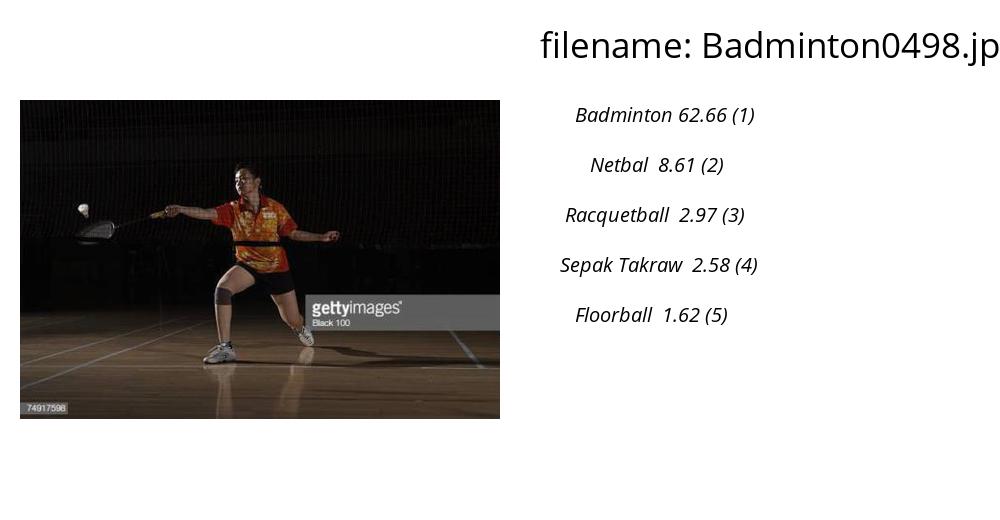 filename: Badminton0498.jp
Badminton 62.66 (1)
Netbal 8.61 (2)
Racquetball 2.97 (3)
Sepak Takraw 2.58 (4)
Floorball 1.62 (5)
gettyimages®
Black 100
74917598